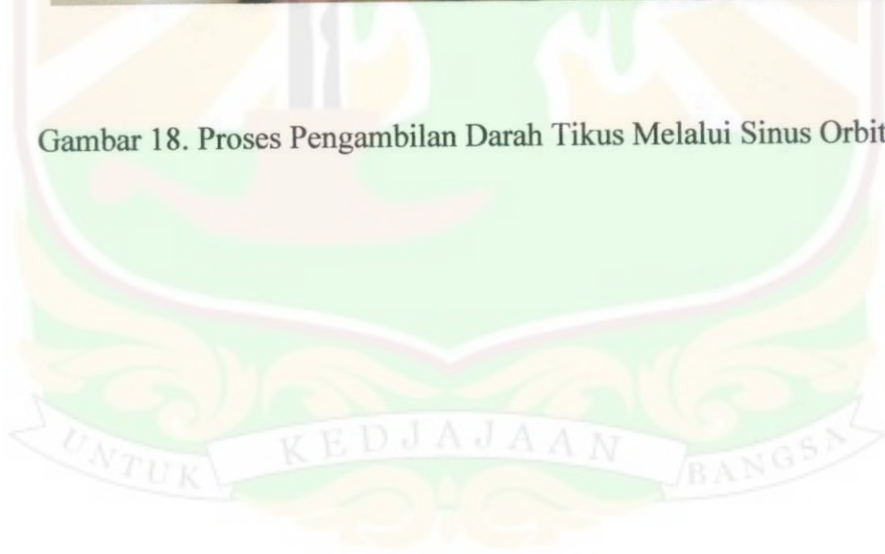 Gambar 18. Proses Pengambilan Darah Tikus Melalui Sinus Orbit
UNTUK KEDJAJAAN BANGSA